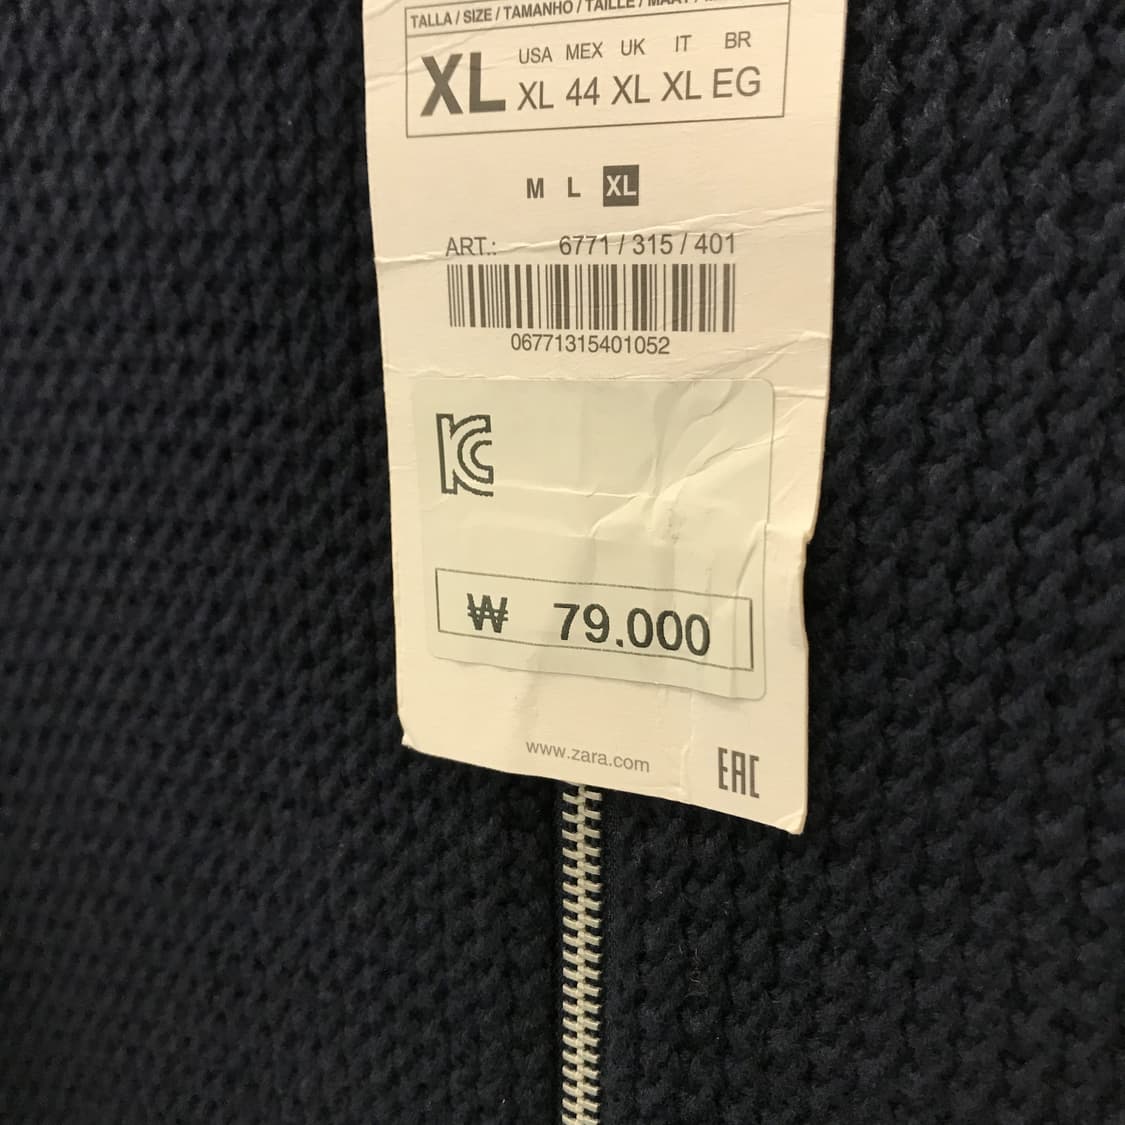 TALLA / SIZE / TAMANHO / TAILLE /
USA MEX UK IT BR
XL XL 44 XL XL EG
M L XL
ART.: 6771 / 315 / 401
06771315401052
KC
₩ 79.000
www.zara.com
EAC